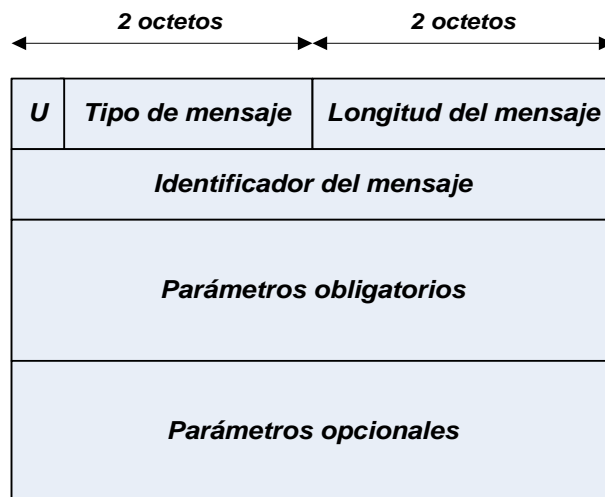 2 octetos 2 octetos
U Tipo de mensaje Longitud del mensaje
Identificador del mensaje
Parámetros obligatorios
Parámetros opcionales